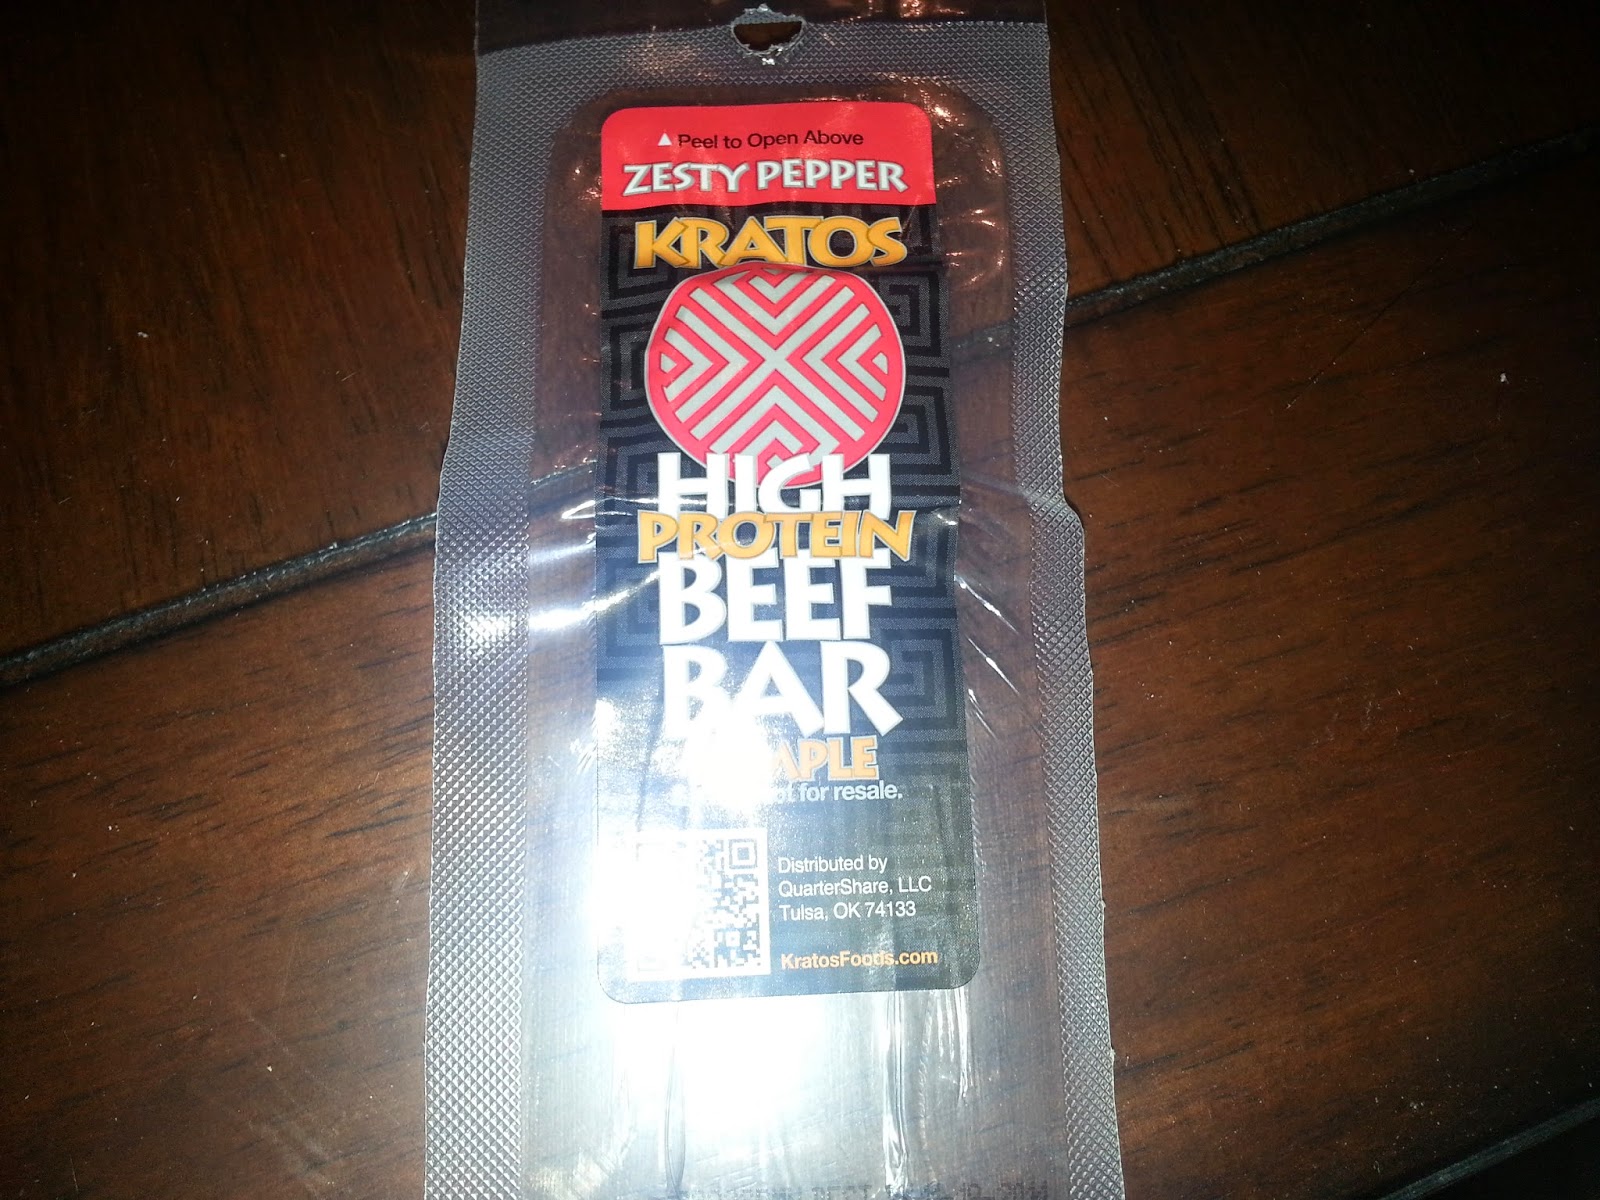 Peel to Open Above
ZESTY PEPPER
KRATOS
HIGH
PROTEIN
BEEF
BAR
for resale.
Distributed by
QuarterShare, LLC
Tulsa, OK 74133
KratosFoods.com